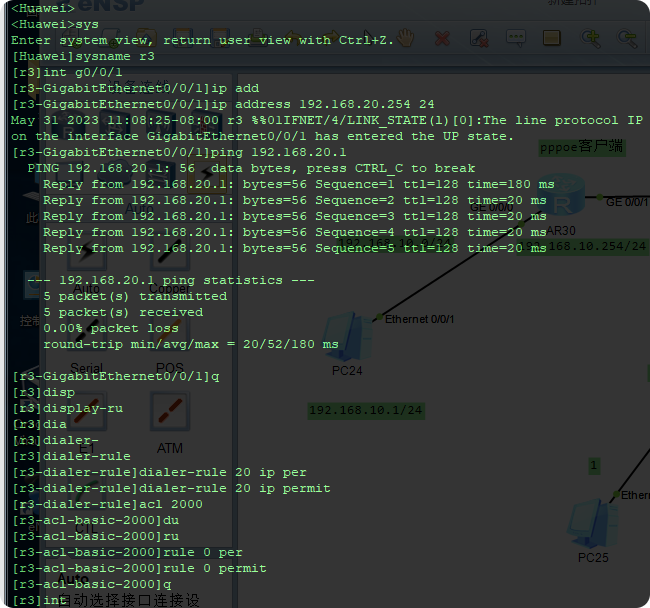 <Huawei>
<Huawei>sys
Enter system view, return user view with Ctrl+Z.
[Huawei]sysname r3
[r3]int g0/0/1
[r3-GigabitEthernet0/0/1]ip add
[r3-GigabitEthernet0/0/1]ip address 192.168.20.254 24
May 31 2023 11:08:25-08:00 r3 %%01IFNET/4/LINK_STATE(1)[0]:The line protocol IP
on the interface GigabitEthernet0/0/1 has entered the UP state.
[r3-GigabitEthernet0/0/1]ping 192.168.20.1
PING 192.168.20.1: 56  data bytes, press CTRL_C to break
Reply from 192.168.20.1: bytes=56 Sequence=1 ttl=128 time=180 ms
Reply from 192.168.20.1: bytes=56 Sequence=2 ttl=128 time=20 ms
Reply from 192.168.20.1: bytes=56 Sequence=3 ttl=128 time=20 ms
Reply from 192.168.20.1: bytes=56 Sequence=4 ttl=128 time=20 ms
Reply from 192.168.20.1: bytes=56 Sequence=5 ttl=128 time=20 ms
--- 192.168.20.1 ping statistics ---
5 packet(s) transmitted
5 packet(s) received
0.00% packet loss
round-trip min/avg/max = 20/52/180 ms
[r3-GigabitEthernet0/0/1]q
[r3]disp
[r3]display-ru
[r3]dia
[r3]dialer-
[r3]dialer-rule
[r3-dialer-rule]dialer-rule 20 ip per
[r3-dialer-rule]dialer-rule 20 ip permit
[r3-dialer-rule]acl 2000
[r3-acl-basic-2000]du
[r3-acl-basic-2000]ru
[r3-acl-basic-2000]rule 0 per
[r3-acl-basic-2000]rule 0 permit
[r3-acl-basic-2000]q
[r3]int
eNSP
pppoe客户端
GE 0/0/0
GE 0/0/1
AR30
192.168.10.0/24
192.168.10.254/24
Ethernet 0/0/1
PC24
192.168.10.1/24
1
Ether
PC25
Auto
Copper
Serial
POS
E1
ATM
CTL
Auto
自动选择接口连接设